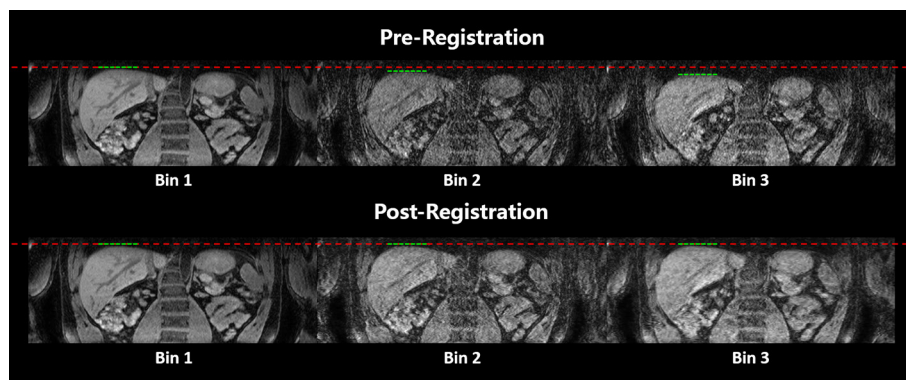 Pre-Registration
Bin 1
Bin 2
Bin 3
Post-Registration
Bin 1
Bin 2
Bin 3